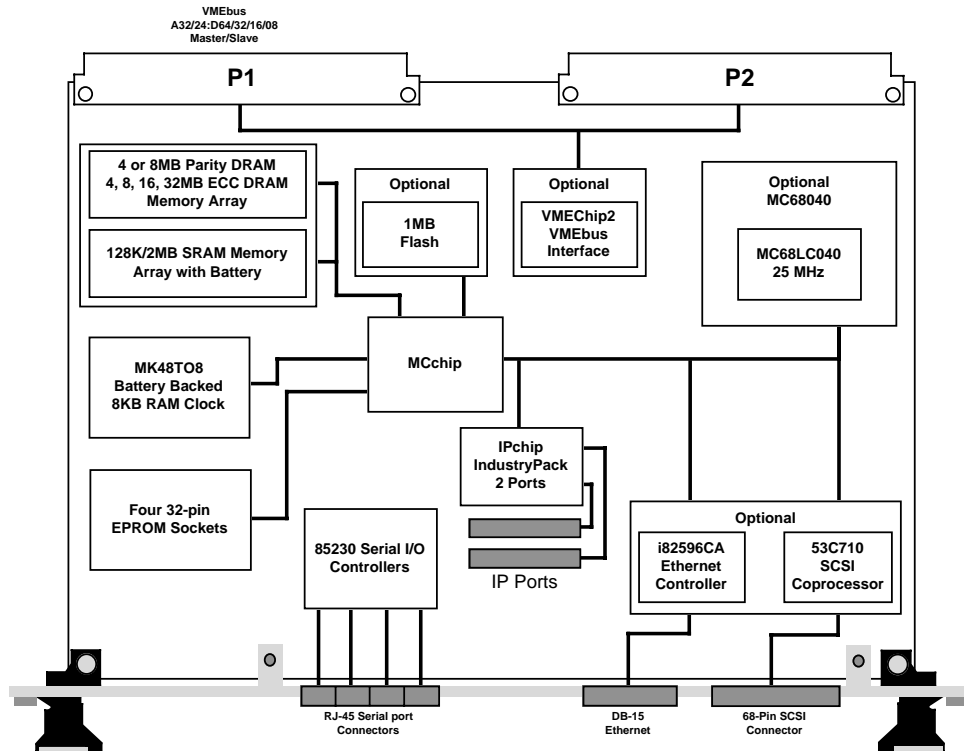 VMEbus
A32/24:D64/32/16/08
Master/Slave
P1
P2
4 or 8MB Parity DRAM
4, 8, 16, 32MB ECC DRAM
Memory Array
128K/2MB SRAM Memory
Array with Battery
Optional
1MB
Flash
Optional
VMEChip2
VMEbus
Interface
Optional
MC68040
MC68LC040
25 MHz
MK48TO8
Battery Backed
8KB RAM Clock
MCchip
IPchip
IndustryPack
2 Ports
IP Ports
Four 32-pin
EPROM Sockets
85230 Serial I/O
Controllers
Optional
i82596CA
Ethernet
Controller
53C710
SCSI
Coprocessor
RJ-45 Serial port
Connectors
DB-15
Ethernet
68-Pin SCSI
Connector